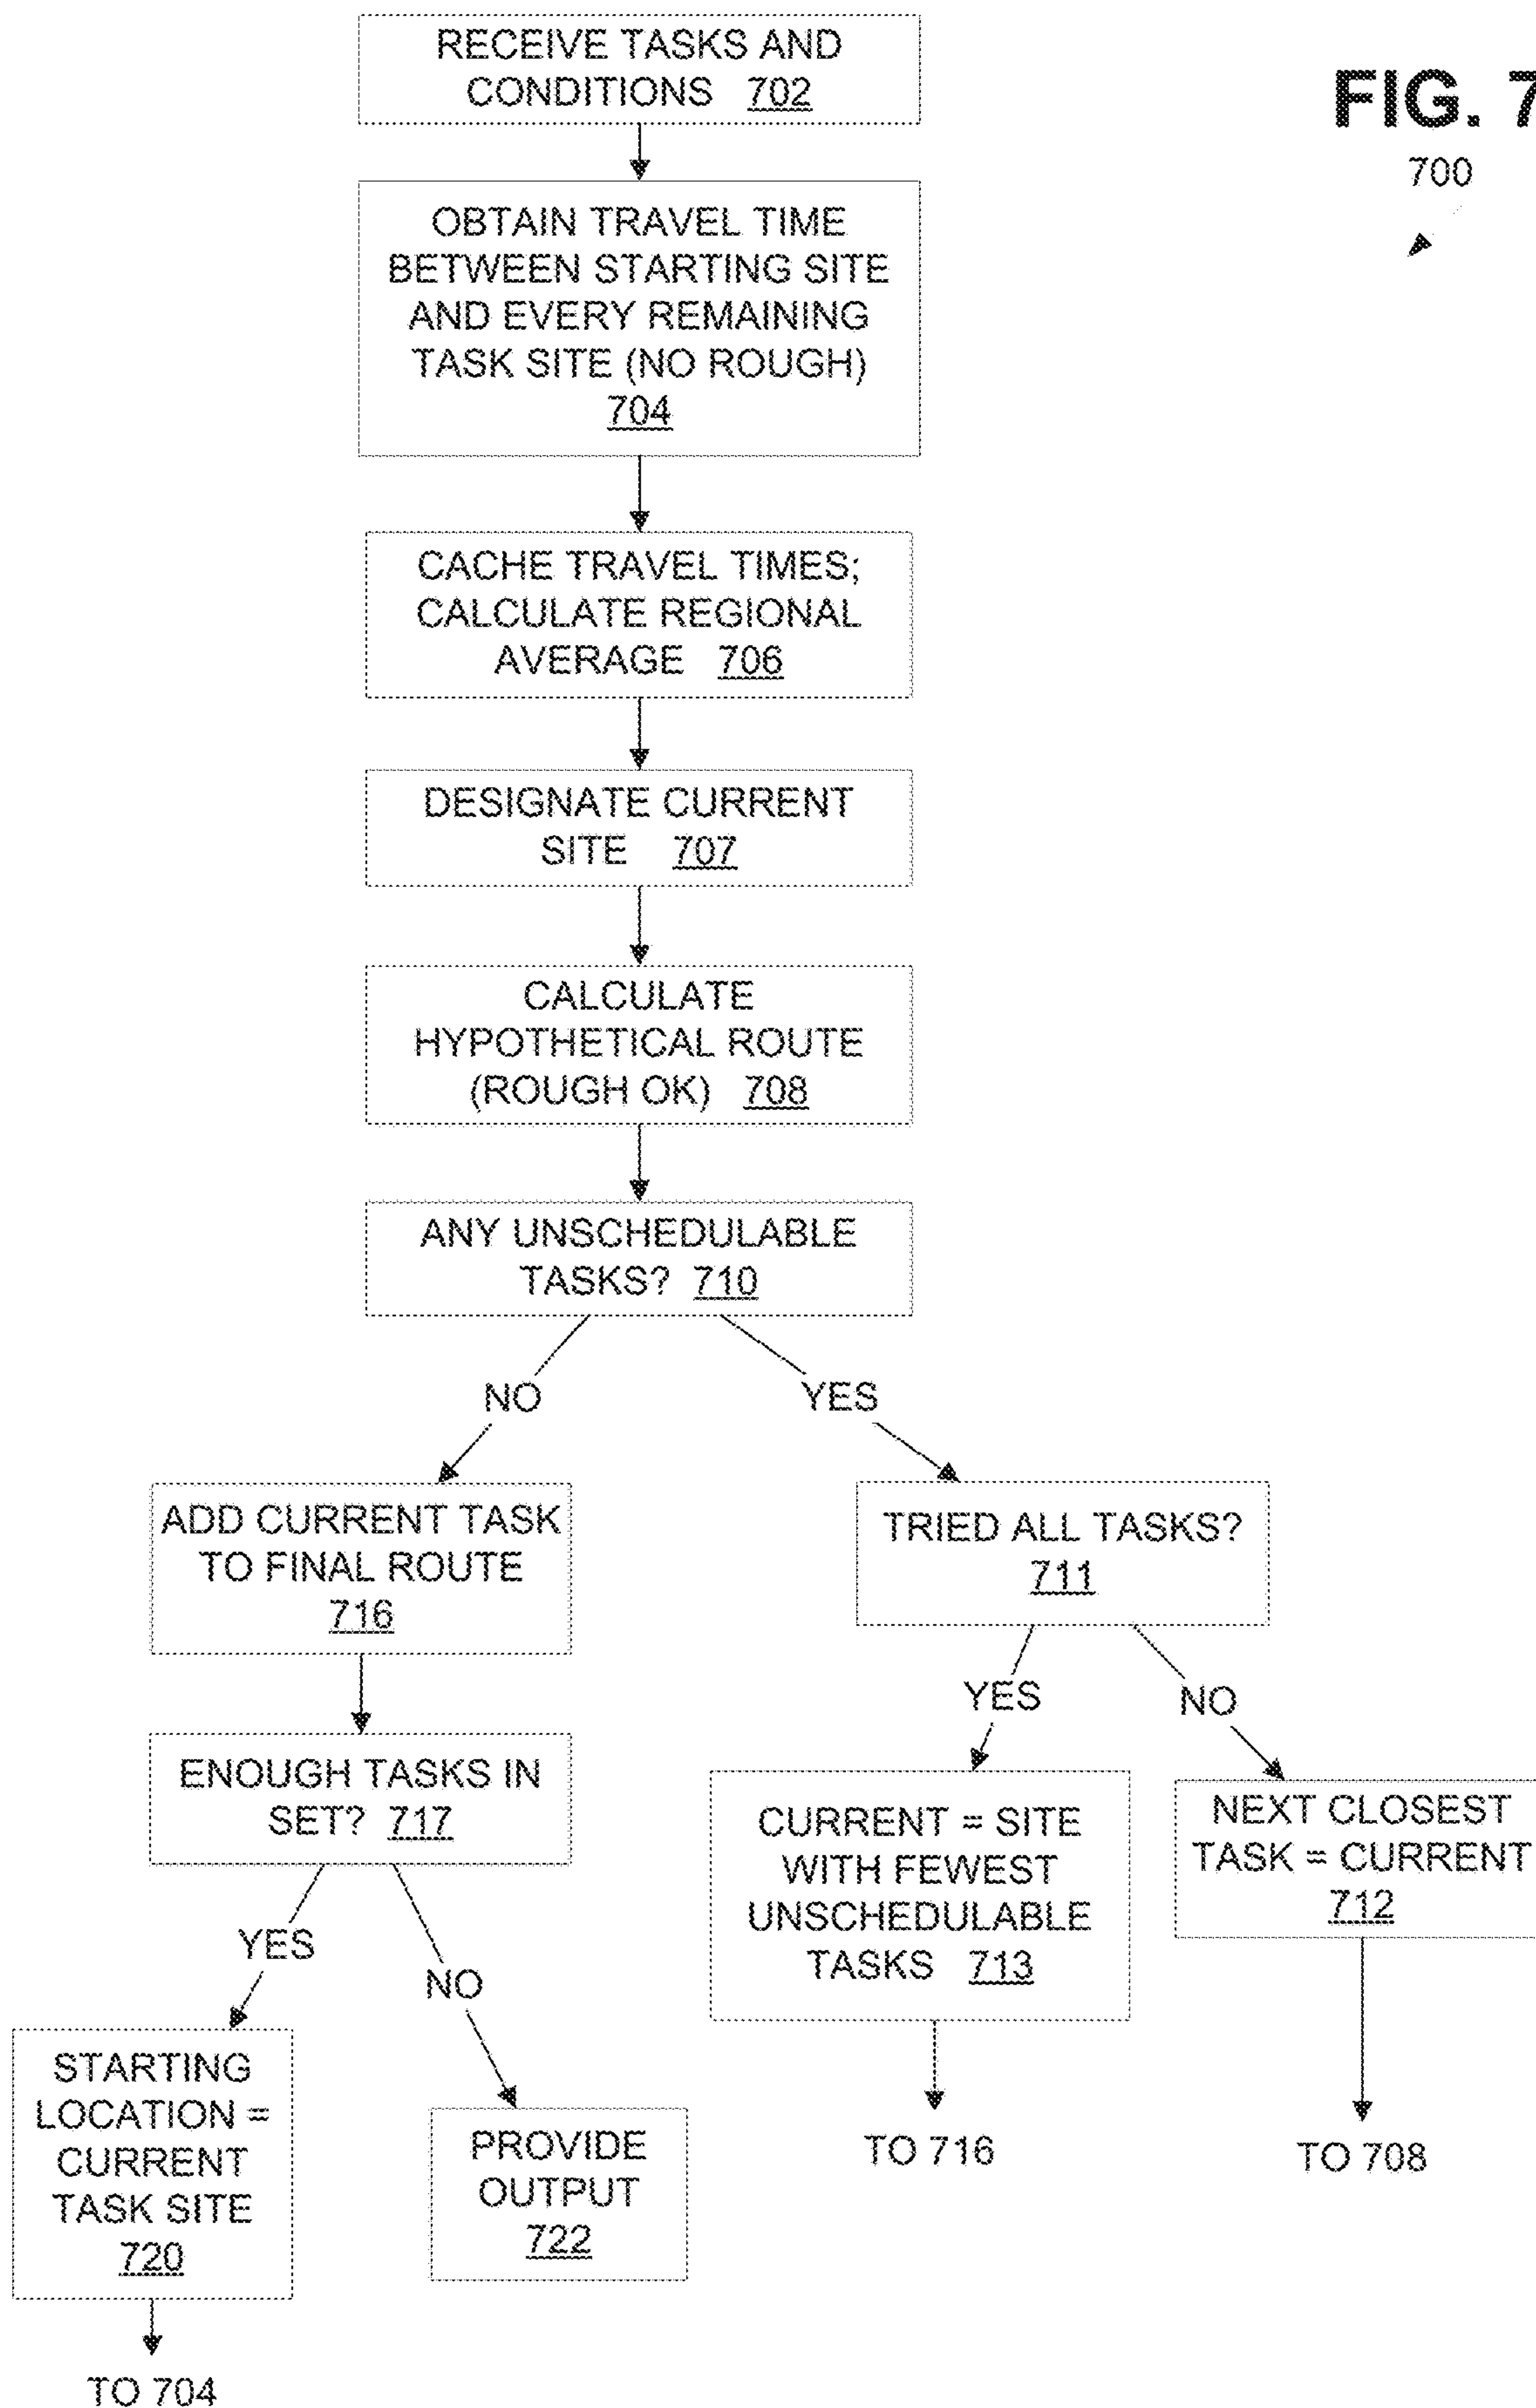 RECEIVE TASKS AND
CONDITIONS 702
FIG. 7
700
OBTAIN TRAVEL TIME
BETWEEN STARTING SITE
AND EVERY REMAINING
TASK SITE (NO ROUGH)
704
CACHE TRAVEL TIMES;
CALCULATE REGIONAL
AVERAGE 706
DESIGNATE CURRENT
SITE 707
CALCULATE
HYPOTHETICAL ROUTE
(ROUGH OK) 708
ANY UNSCHEDULABLE
TASKS? 710
NO
YES
ADD CURRENT TASK
TO FINAL ROUTE
716
TRIED ALL TASKS?
711
YES
NO
ENOUGH TASKS IN
SET? 717
CURRENT = SITE
WITH FEWEST
UNSCHEDULABLE
TASKS 713
NEXT CLOSEST
TASK = CURRENT
712
YES
NO
STARTING
LOCATION =
CURRENT
TASK SITE
720
PROVIDE
OUTPUT
722
TO 716
TO 708
TO 704